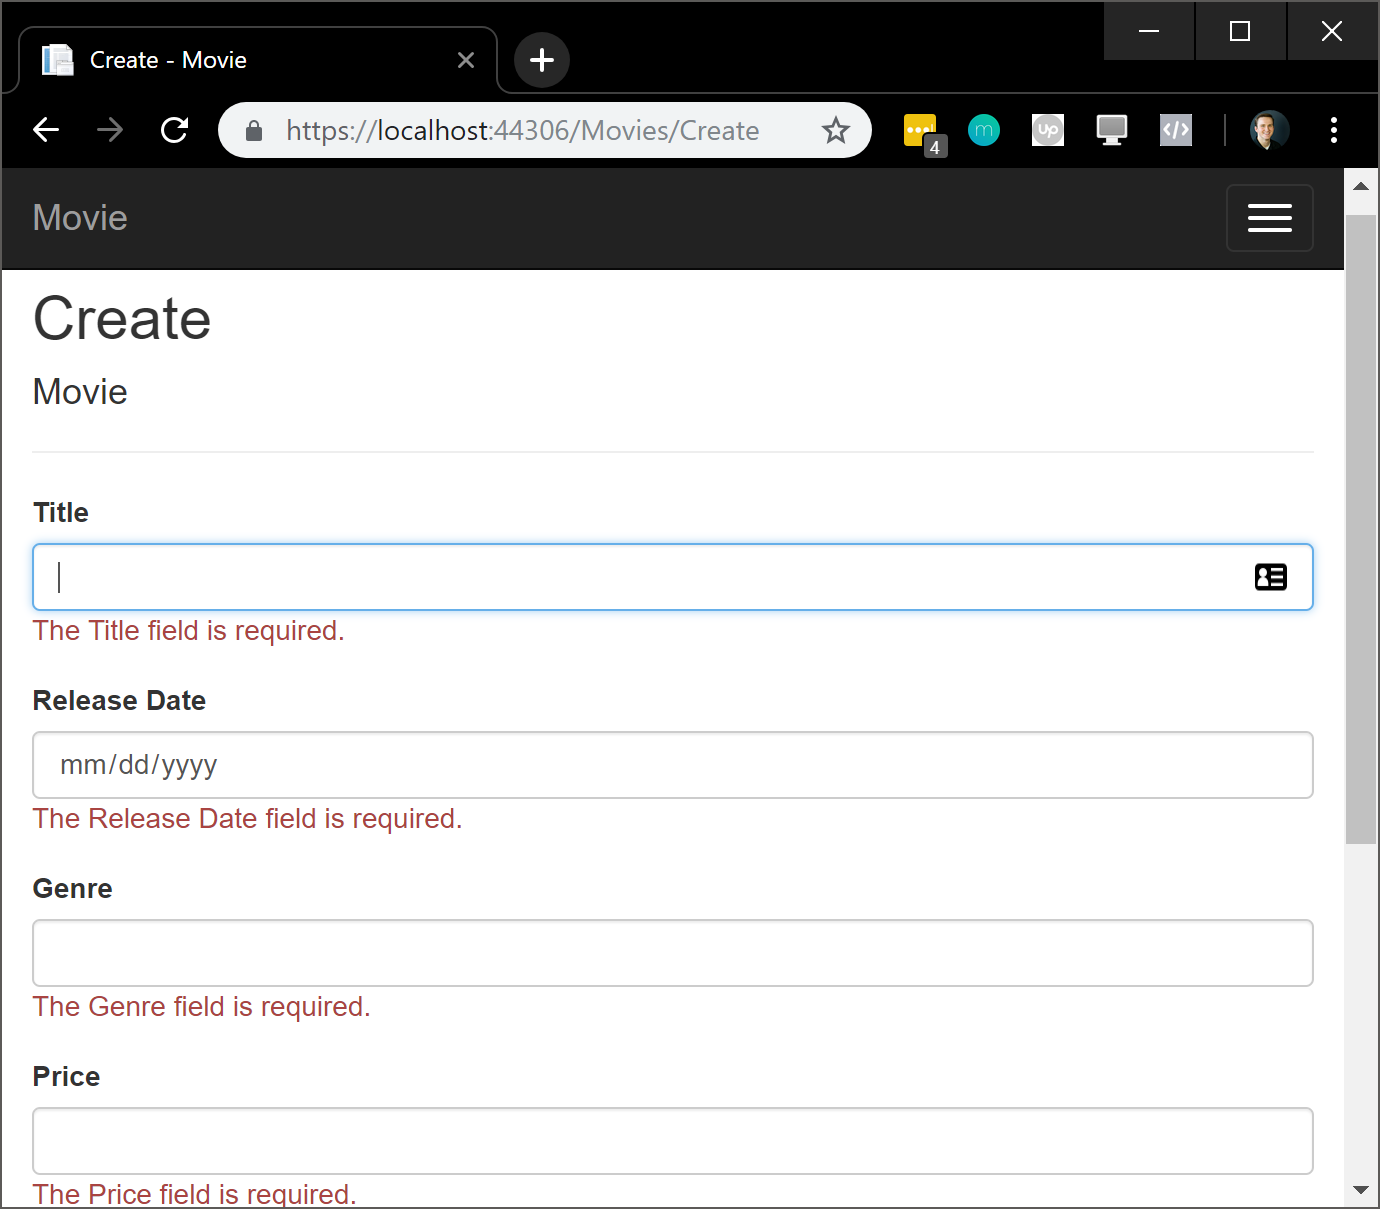 Create - Movie
https://localhost:44306/Movies/Create
4
m
up
</>
Movie
Create
Movie
Title
The Title field is required.
Release Date
mm/dd/yyyy
The Release Date field is required.
Genre
The Genre field is required.
Price
The Price field is required.